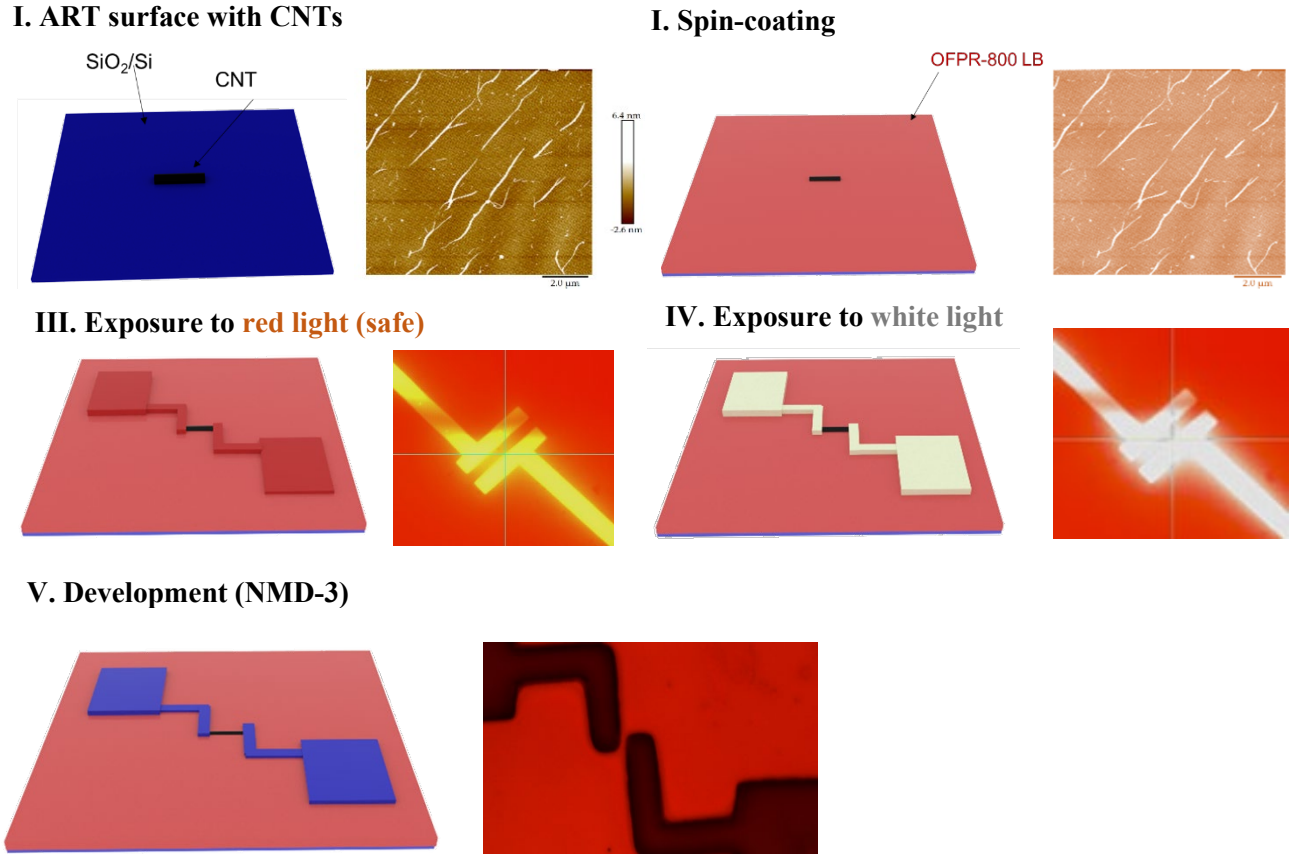 I. ART surface with CNTs
I. Spin-coating
SiO2/Si
CNT
OFPR-800 LB
6.4 nm
-2.6 nm
2.0 µm
2.0 µm
III. Exposure to red light (safe)
IV. Exposure to white light
V. Development (NMD-3)